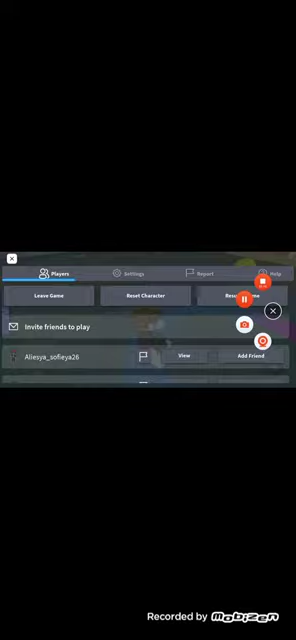 Players Settings Report Help
Leave Game Reset Character
Invite friends to play
Aliesya_sofieya26 View Add Friend
Recorded by mobizen